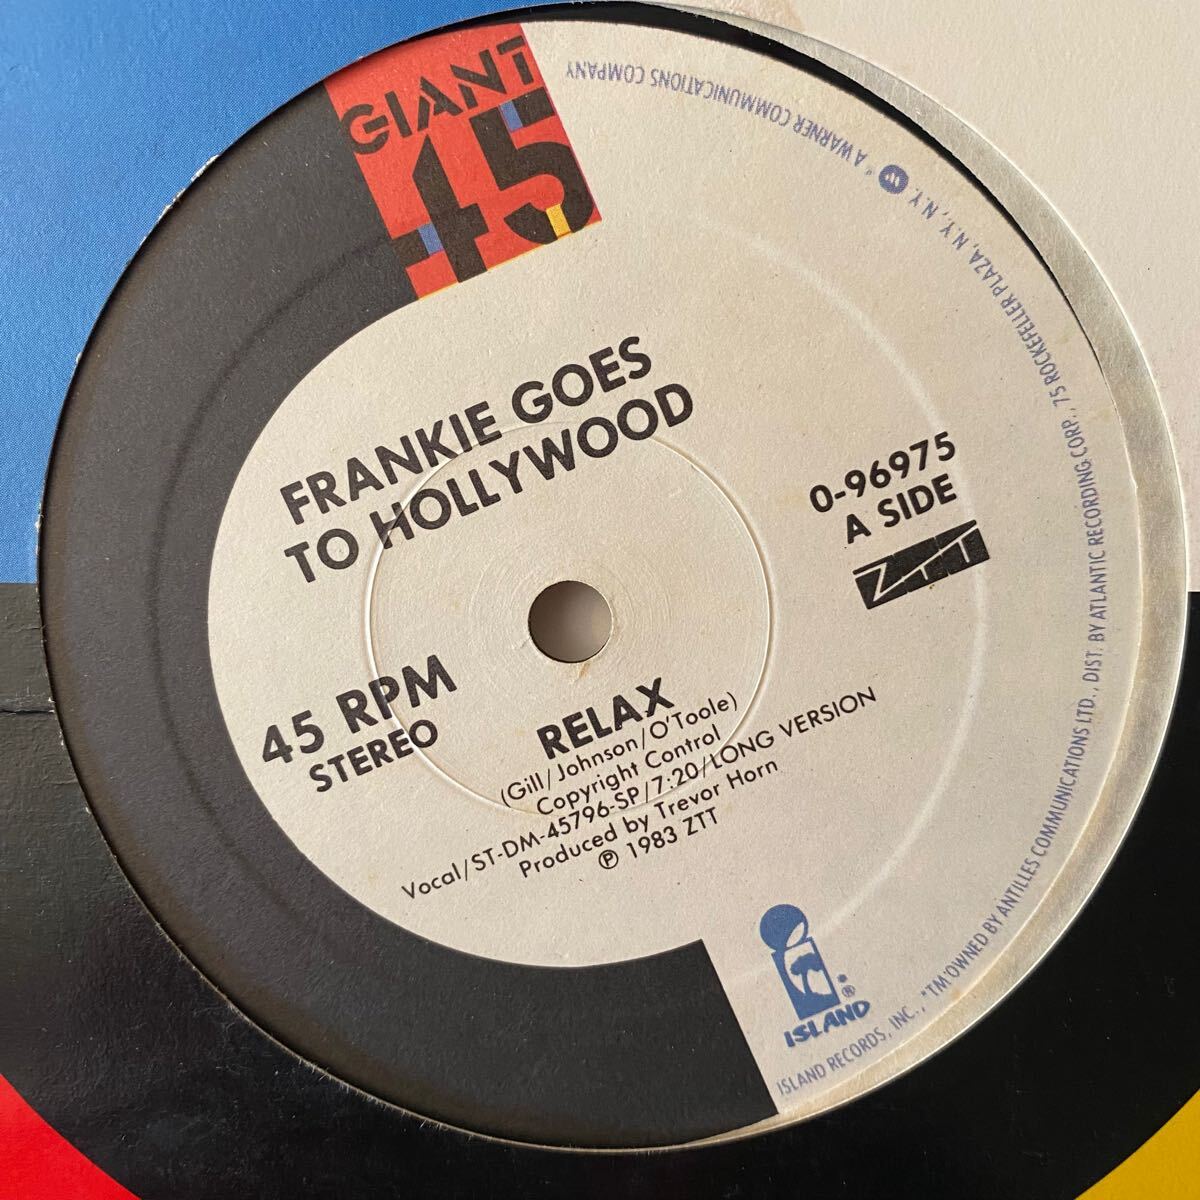 GIANT
45
FRANKIE GOES
TO HOLLYWOOD
0-96975
A SIDE
ZTT
45 RPM
STEREO
RELAX
(Gill/Johnson/O'Toole)
Copyright Control
Vocal/ST-DM-45796-SP/7:20/LONG VERSION
Produced by Trevor Horn
℗ 1983 ZTT
ISLAND®
ISLAND RECORDS, INC., "TM'OWNED BY ANTILLES COMMUNICATIONS LTD., DIST. BY ATLANTIC RECORDING CORP., 75 ROCKEFELLER PLAZA, N.Y., N.Y. " A WARNER COMMUNICATIONS COMPANY